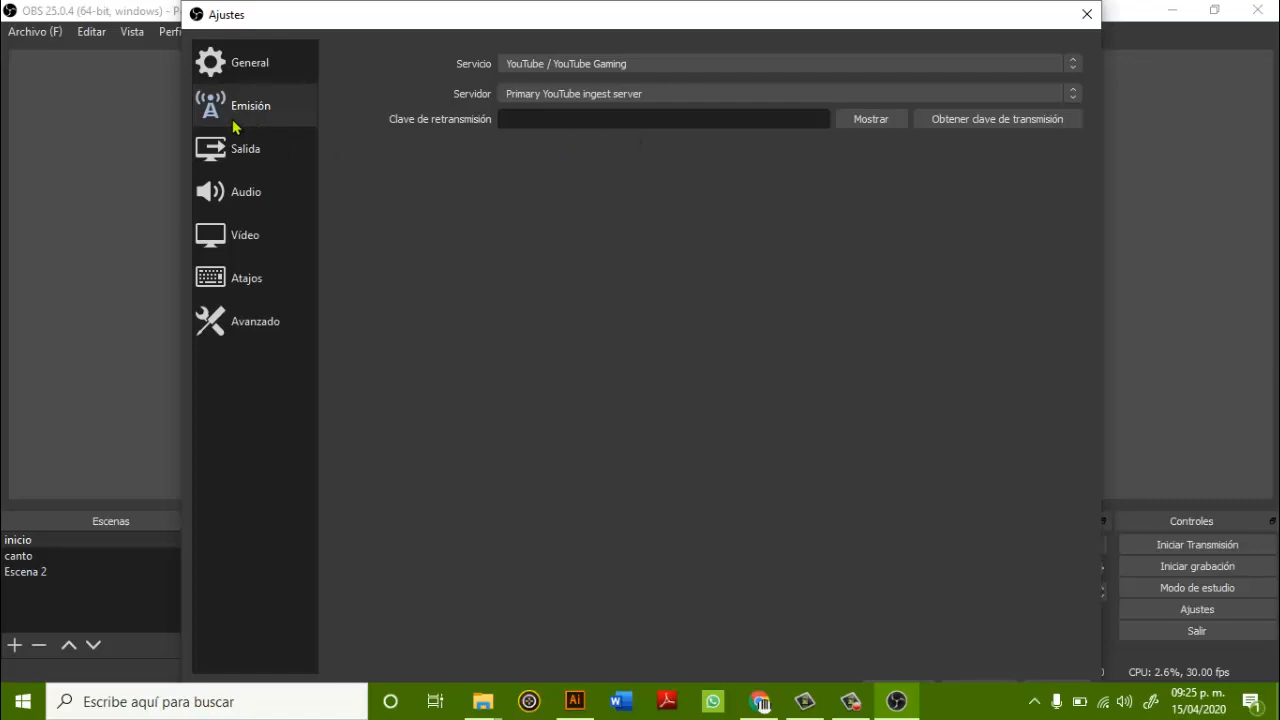 OBS 25.0.4 (64-bit, windows) - P
Ajustes
Archivo (F) Editar Vista Perfi
General
Emisión
Salida
Audio
Vídeo
Atajos
Avanzado
Servicio YouTube / YouTube Gaming
Servidor Primary YouTube ingest server
Clave de retransmisión Mostrar Obtener clave de transmisión
Escenas
inicio
canto
Escena 2
Controles
Iniciar Transmisión
Iniciar grabación
Modo de estudio
Ajustes
Salir
0 CPU: 2.6%, 30.00 fps
Escribe aquí para buscar
Ai
W
09:25 p. m.
15/04/2020
1